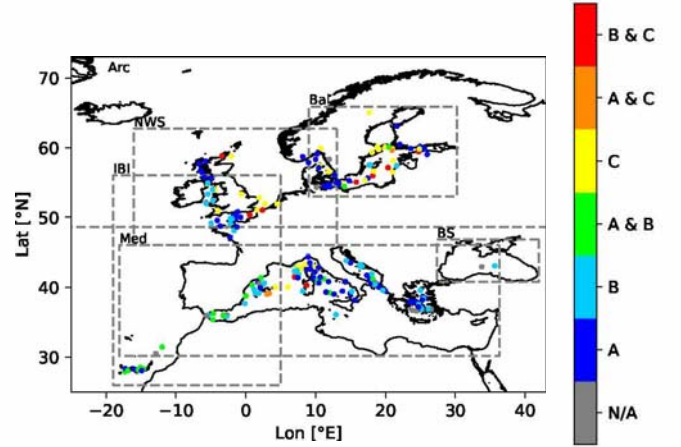 Arc
NWS
Bal
IBI
Med
BS
70
60
50
40
30
Lat [°N]
−20
−10
0
10
20
30
40
Lon [°E]
B & C
A & C
C
A & B
B
A
N/A